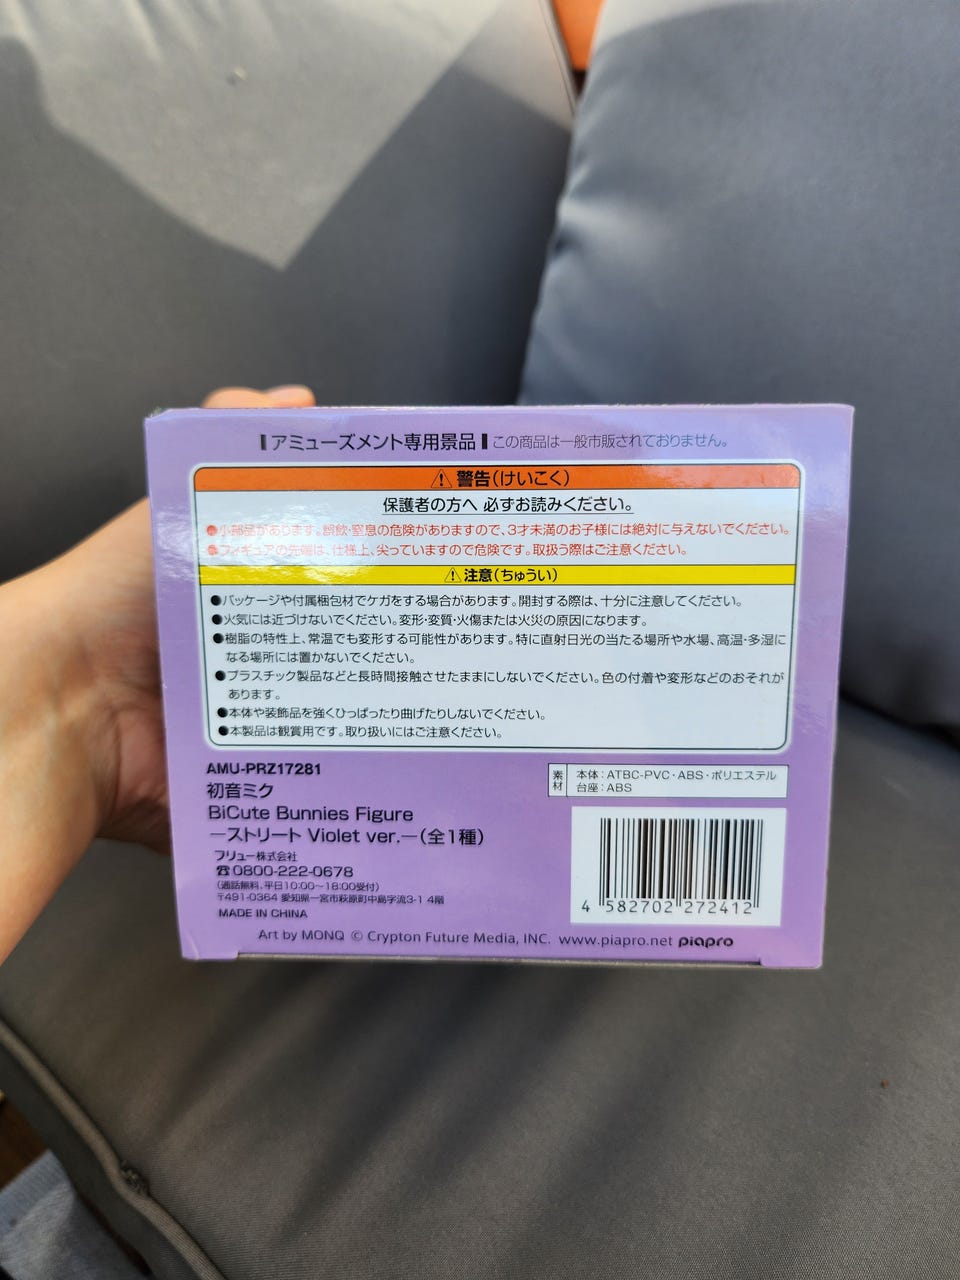 アミューズメント専用景品 この商品は一般市販されておりません。
⚠ 警告(けいこく)
保護者の方へ 必ずお読みください。
●小部品があります。誤飲・窒息の危険がありますので、3才未満のお子様には絶対に与えないでください。
●フィギュアの先端は、仕様上、尖っていますので危険です。取扱う際はご注意ください。
⚠ 注意(ちゅうい)
●パッケージや付属梱包材でケガをする場合があります。開封する際は、十分に注意してください。
●火気には近づけないでください。変形・変質・火傷または火災の原因になります。
●樹脂の特性上、常温でも変形する可能性があります。特に直射日光の当たる場所や水場、高温・多湿に
なる場所には置かないでください。
●プラスチック製品などと長時間接触させたままにしないでください。色の付着や変形などのおそれが
あります。
●本体や装飾品を強くひっぱったり曲げたりしないでください。
●本製品は観賞用です。取り扱いにはご注意ください。
AMU-PRZ17281
初音ミク
BiCute Bunnies Figure
―ストリート Violet ver.―(全1種)
フリュー株式会社
☎0800-222-0678
(通話無料、平日10:00～18:00受付)
〒491-0364 愛知県一宮市萩原町中島字流3-1 4階
MADE IN CHINA
素材
本体：ATBC-PVC・ABS・ポリエステル
台座：ABS
4 582702 272412
Art by MONQ © Crypton Future Media, INC. www.piapro.net piapro